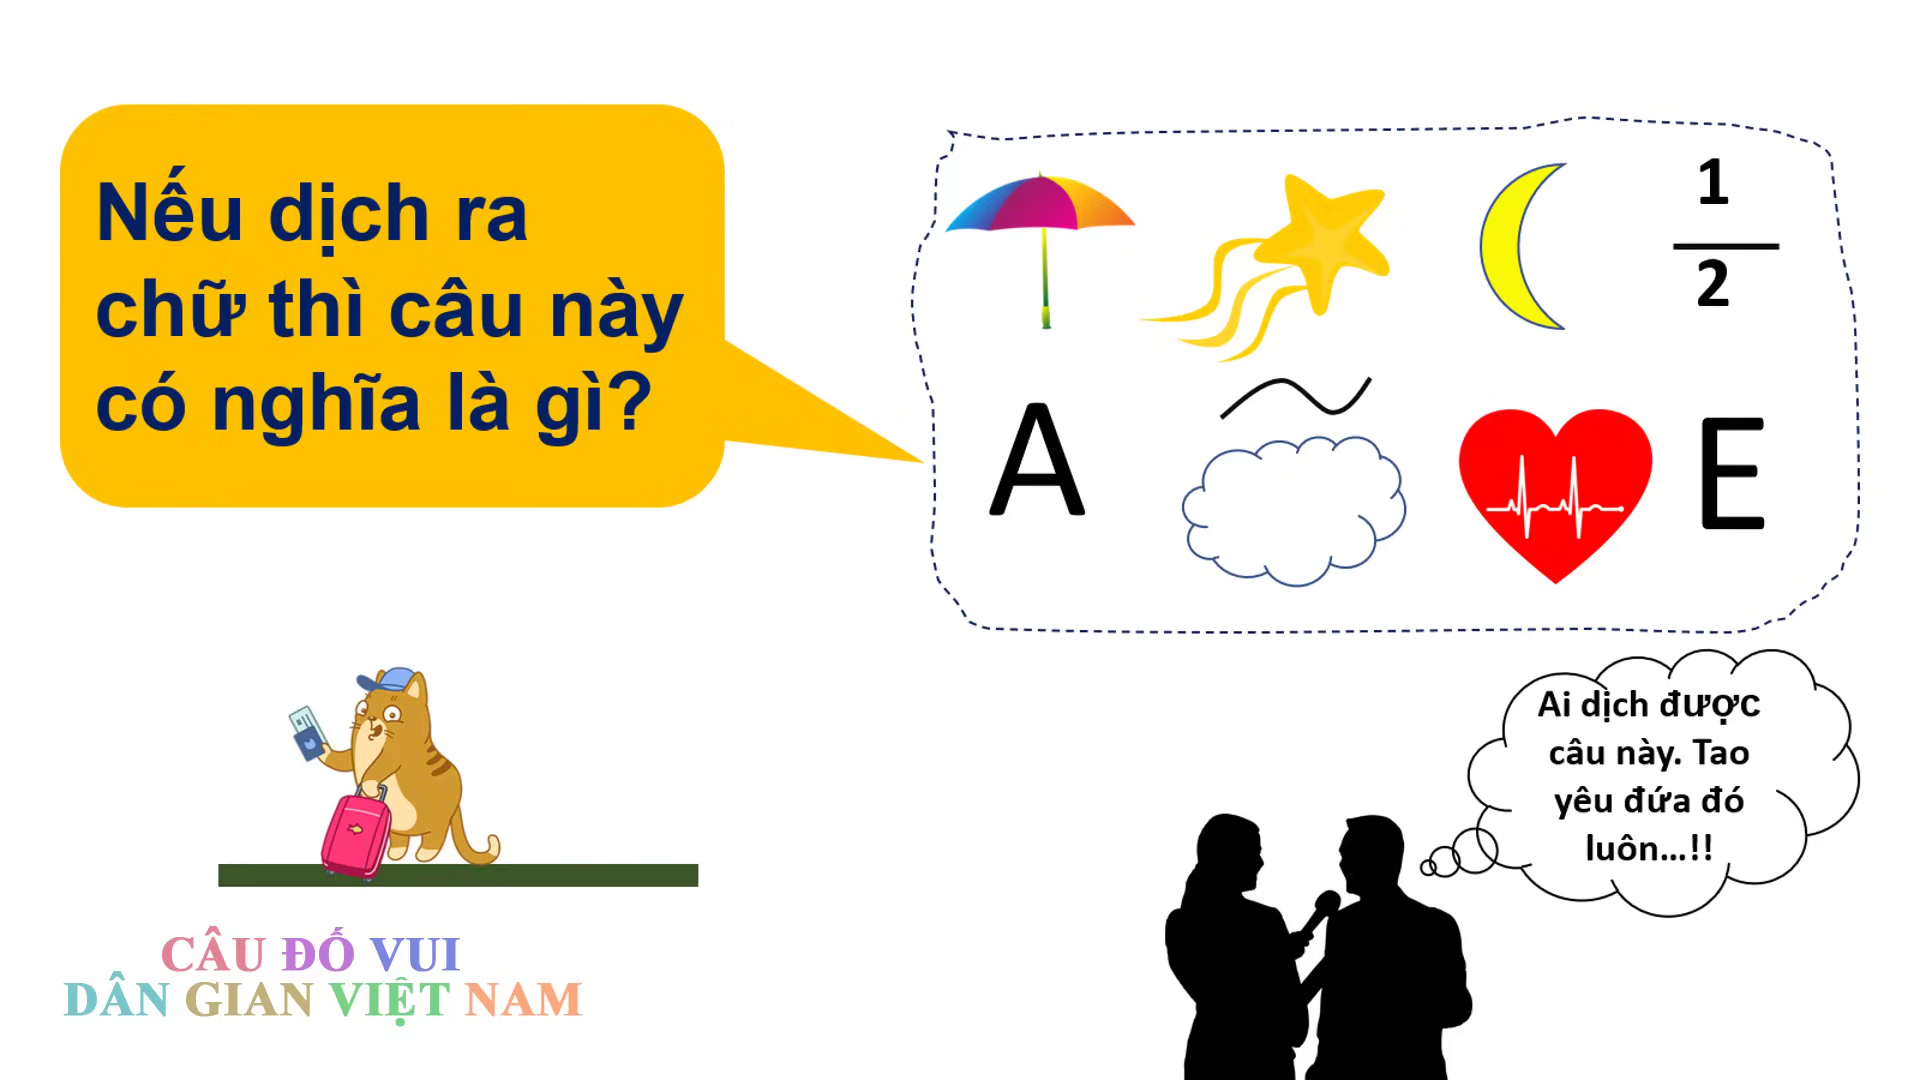 Nếu dịch ra
chữ thì câu này
có nghĩa là gì?
1
2
A
E
Ai dịch được
câu này. Tao
yêu đứa đó
luôn...!!
CÂU ĐỐ VUI
DÂN GIAN VIỆT NAM